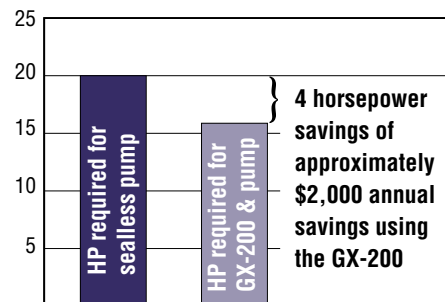 25
20
15
10
5
HP required for
sealless pump
HP required for
GX-200 & pump
}
4 horsepower
savings of
approximately
$2,000 annual
savings using
the GX-200